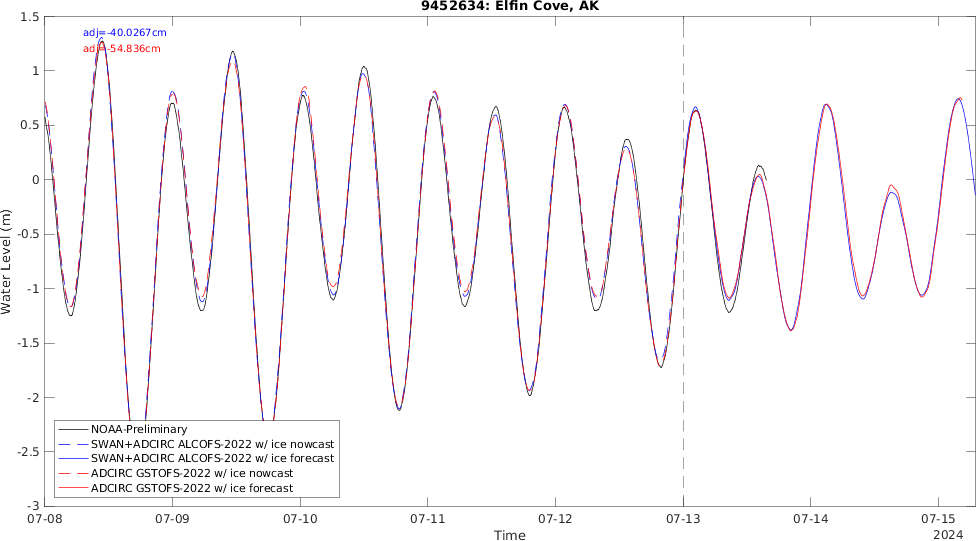 9452634: Elfin Cove, AK
adj=-40.0267cm
adj=-54.836cm
1.5
1
0.5
0
-0.5
-1
-1.5
-2
-2.5
-3
Water Level (m)
NOAA-Preliminary
SWAN+ADCIRC ALCOFS-2022 w/ ice nowcast
SWAN+ADCIRC ALCOFS-2022 w/ ice forecast
ADCIRC GSTOFS-2022 w/ ice nowcast
ADCIRC GSTOFS-2022 w/ ice forecast
07-08 07-09 07-10 07-11 07-12 07-13 07-14 07-15
Time
2024